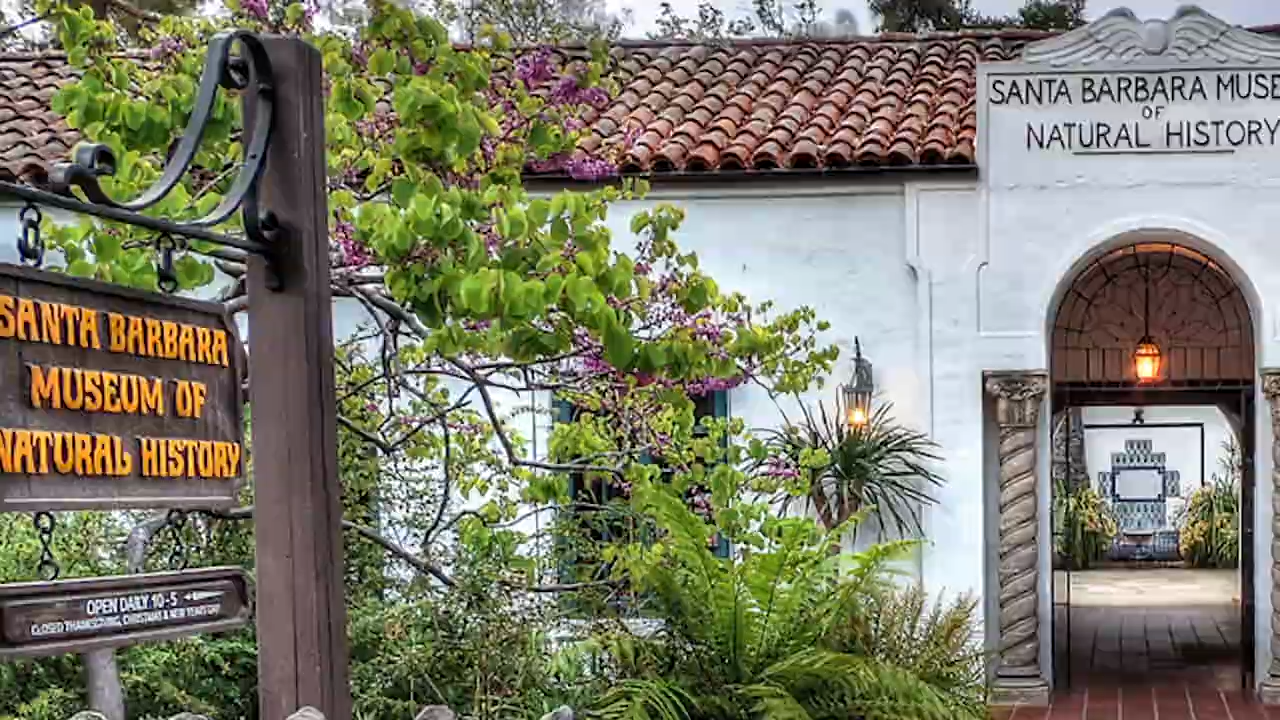 SANTA BARBARA
MUSEUM OF
NATURAL HISTORY
OPEN DAILY 10-5
CLOSED THANKSGIVING, CHRISTMAS & NEW YEARS DAY
SANTA BARBARA MUSE
OF
NATURAL HISTORY